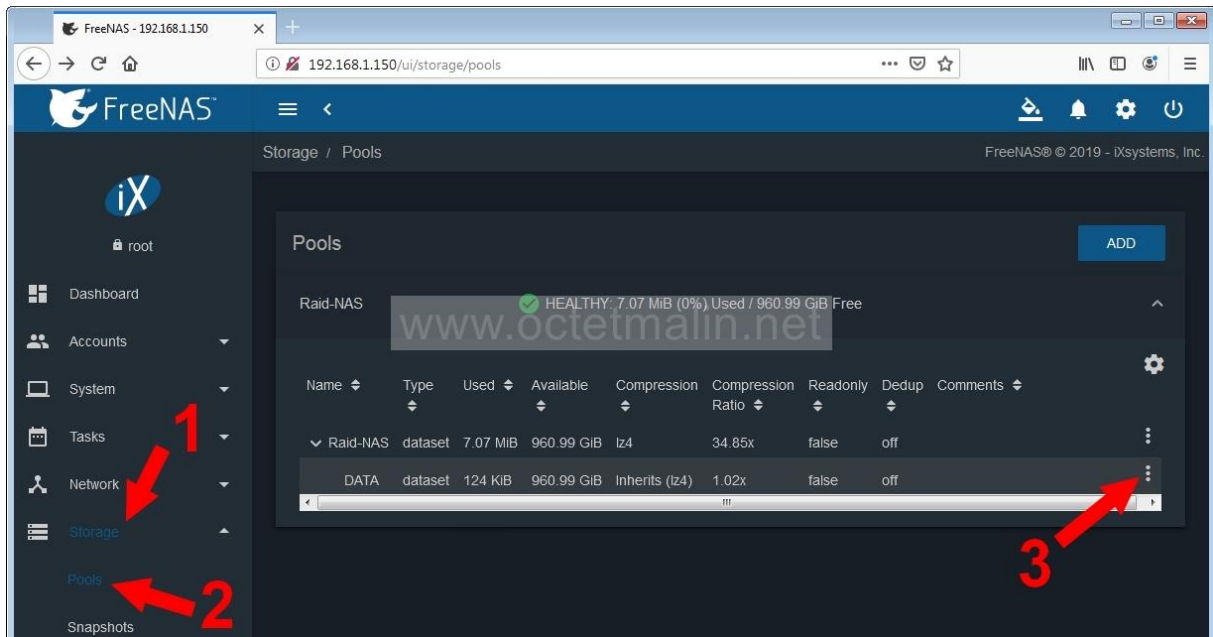 FreeNAS - 192.168.1.150
192.168.1.150/ui/storage/pools
FreeNAS
Storage / Pools
FreeNAS® © 2019 - iXsystems, Inc.
iX
root
Dashboard
Accounts
System
Tasks
Network
Storage
Pools
Snapshots
1
2
Pools
ADD
Raid-NAS
HEALTHY: 7.07 MiB (0%) Used / 960.99 GiB Free
www.octetmalin.net
Name Type Used Available Compression Compression Ratio Readonly Dedup Comments
Raid-NAS dataset 7.07 MiB 960.99 GiB lz4 34.85x false off
DATA dataset 124 KiB 960.99 GiB Inherits (lz4) 1.02x false off
3